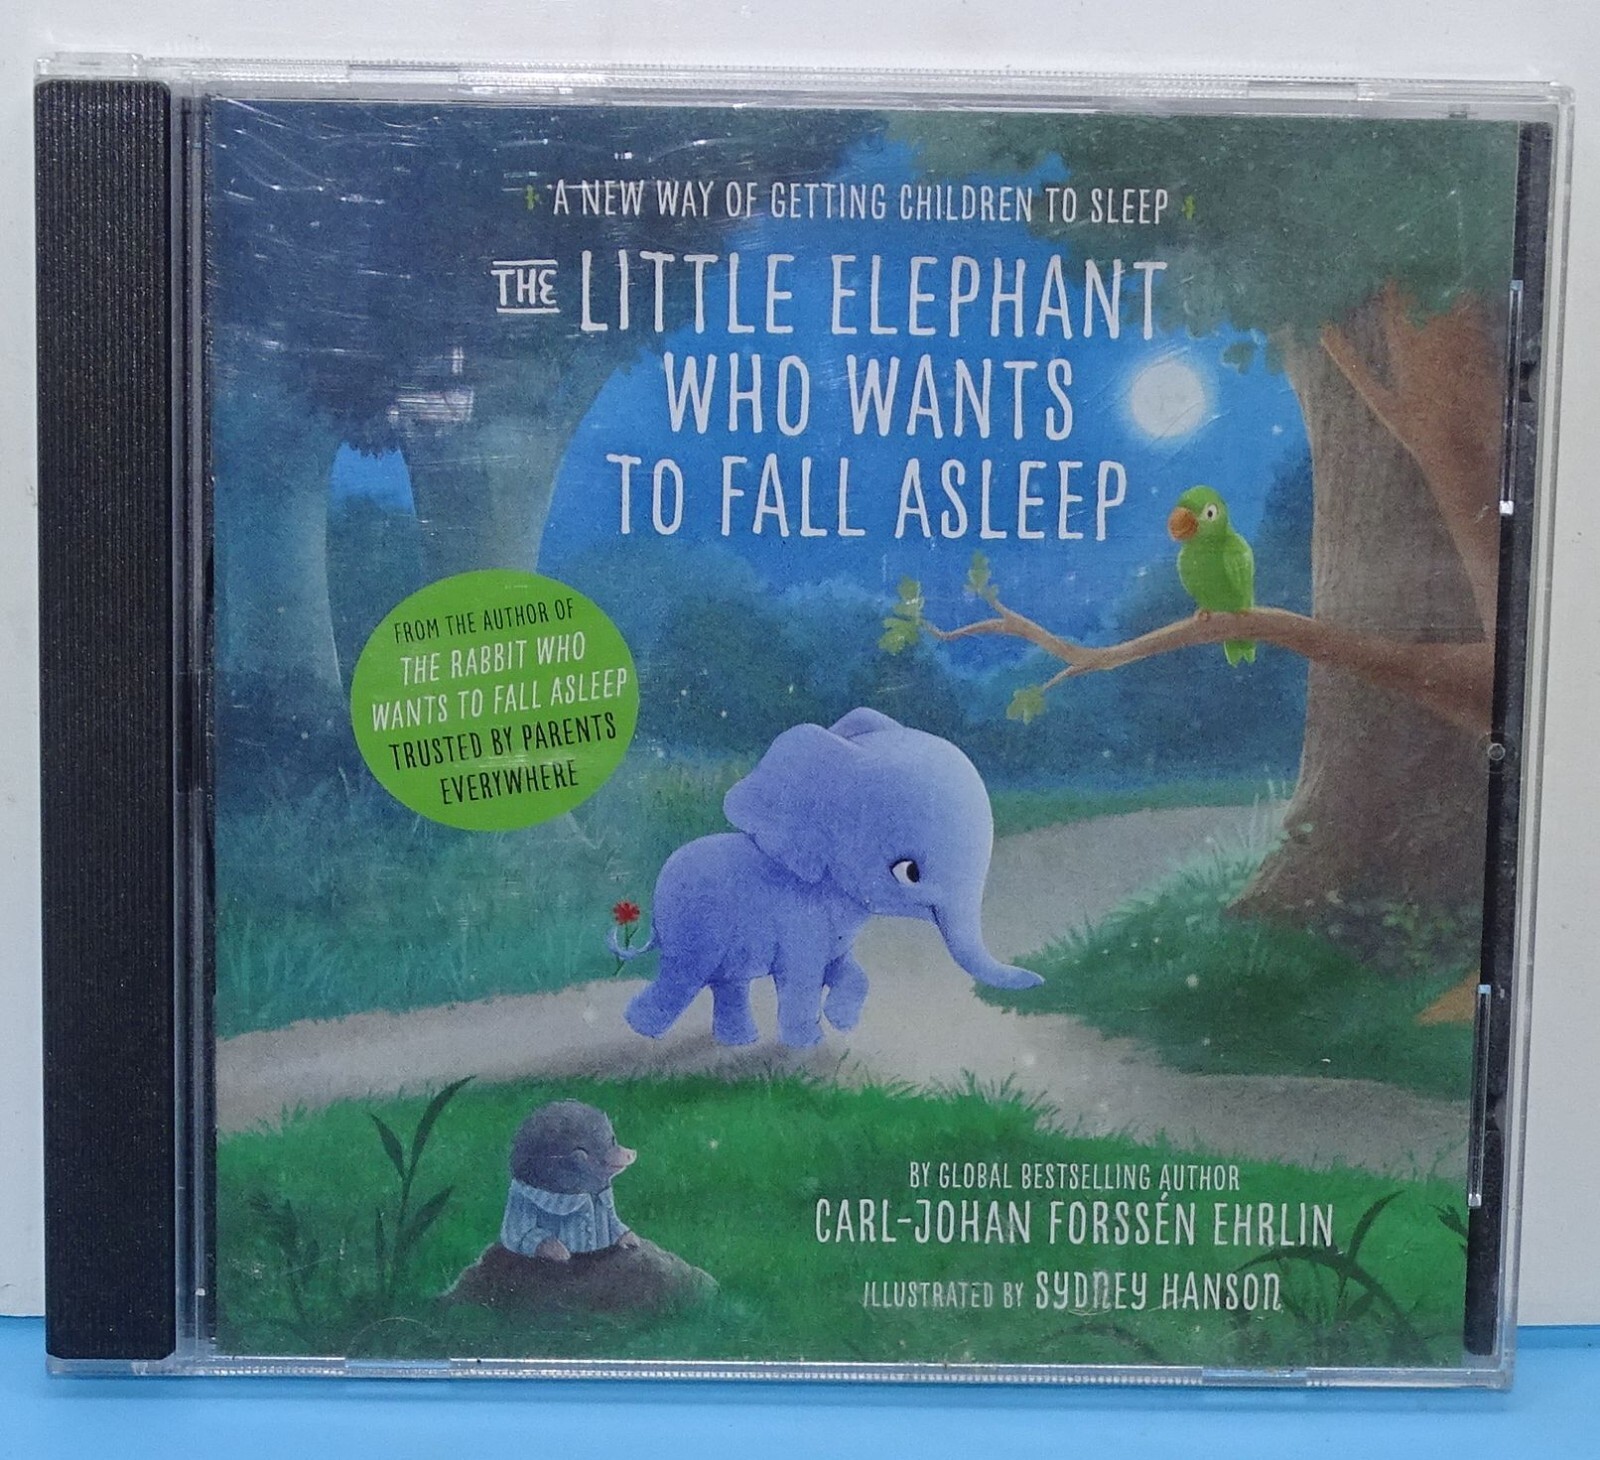 A NEW WAY OF GETTING CHILDREN TO SLEEP
THE LITTLE ELEPHANT
WHO WANTS
TO FALL ASLEEP
FROM THE AUTHOR OF
THE RABBIT WHO
WANTS TO FALL ASLEEP
TRUSTED BY PARENTS
EVERYWHERE
BY GLOBAL BESTSELLING AUTHOR
CARL-JOHAN FORSSÉN EHRLIN
ILLUSTRATED BY SYDNEY HANSON